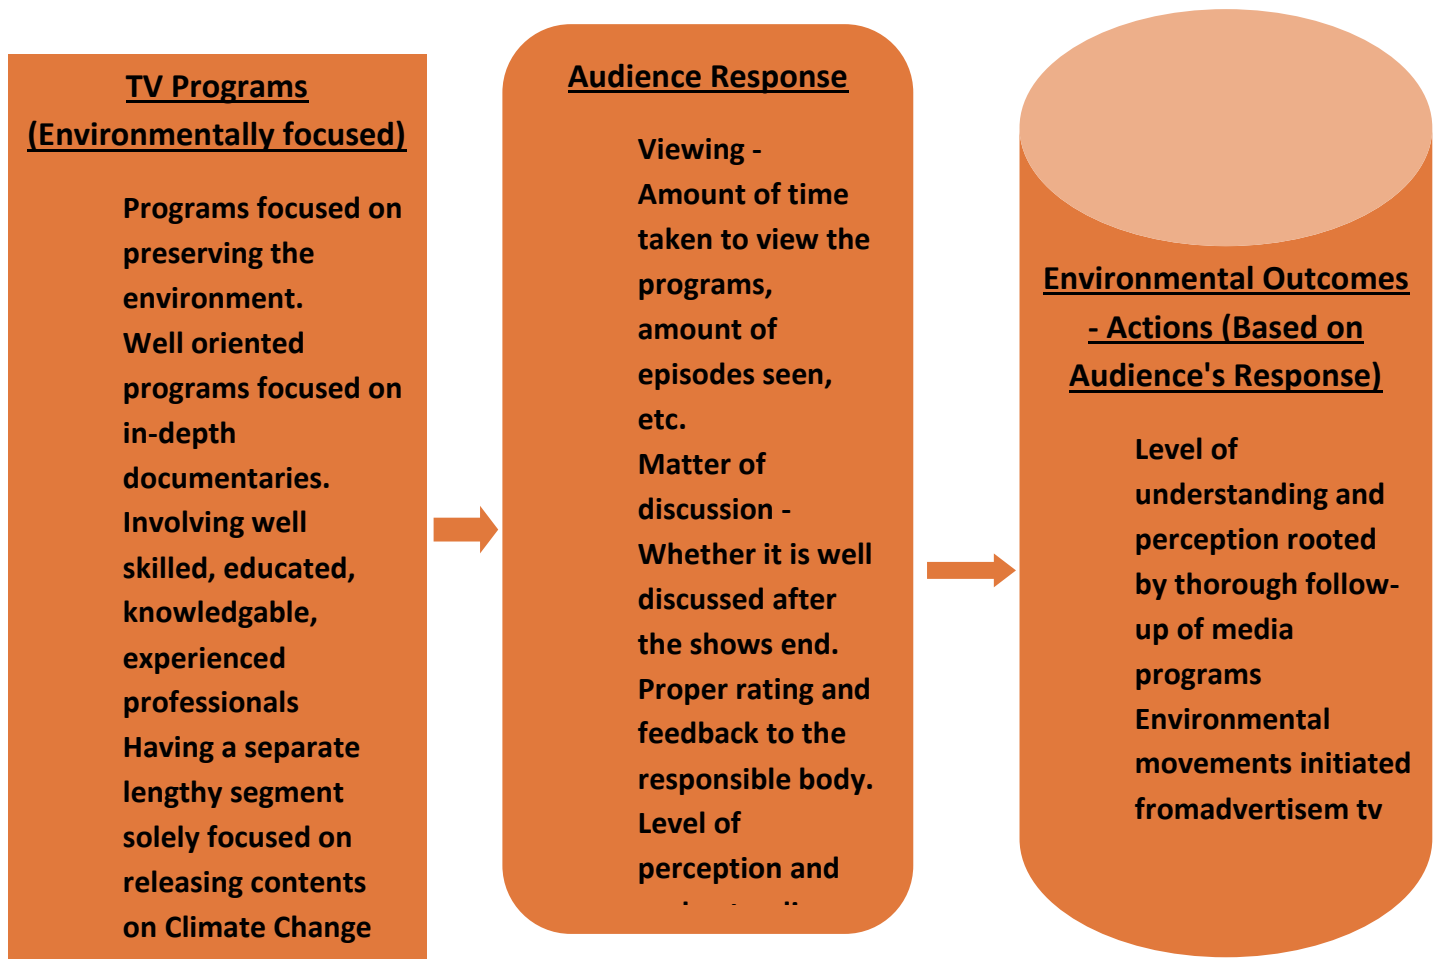 TV Programs
(Environmentally focused)
Programs focused on
preserving the
environment.
Well oriented
programs focused on
in-depth
documentaries.
Involving well
skilled, educated,
knowledgable,
experienced
professionals
Having a separate
lengthy segment
solely focused on
releasing contents
on Climate Change
Audience Response
Viewing -
Amount of time
taken to view the
programs,
amount of
episodes seen,
etc.
Matter of
discussion -
Whether it is well
discussed after
the shows end.
Proper rating and
feedback to the
responsible body.
Level of
perception and
Environmental Outcomes
- Actions (Based on
Audience's Response)
Level of
understanding and
perception rooted
by thorough follow-
up of media
programs
Environmental
movements initiated
fromadvertisem tv